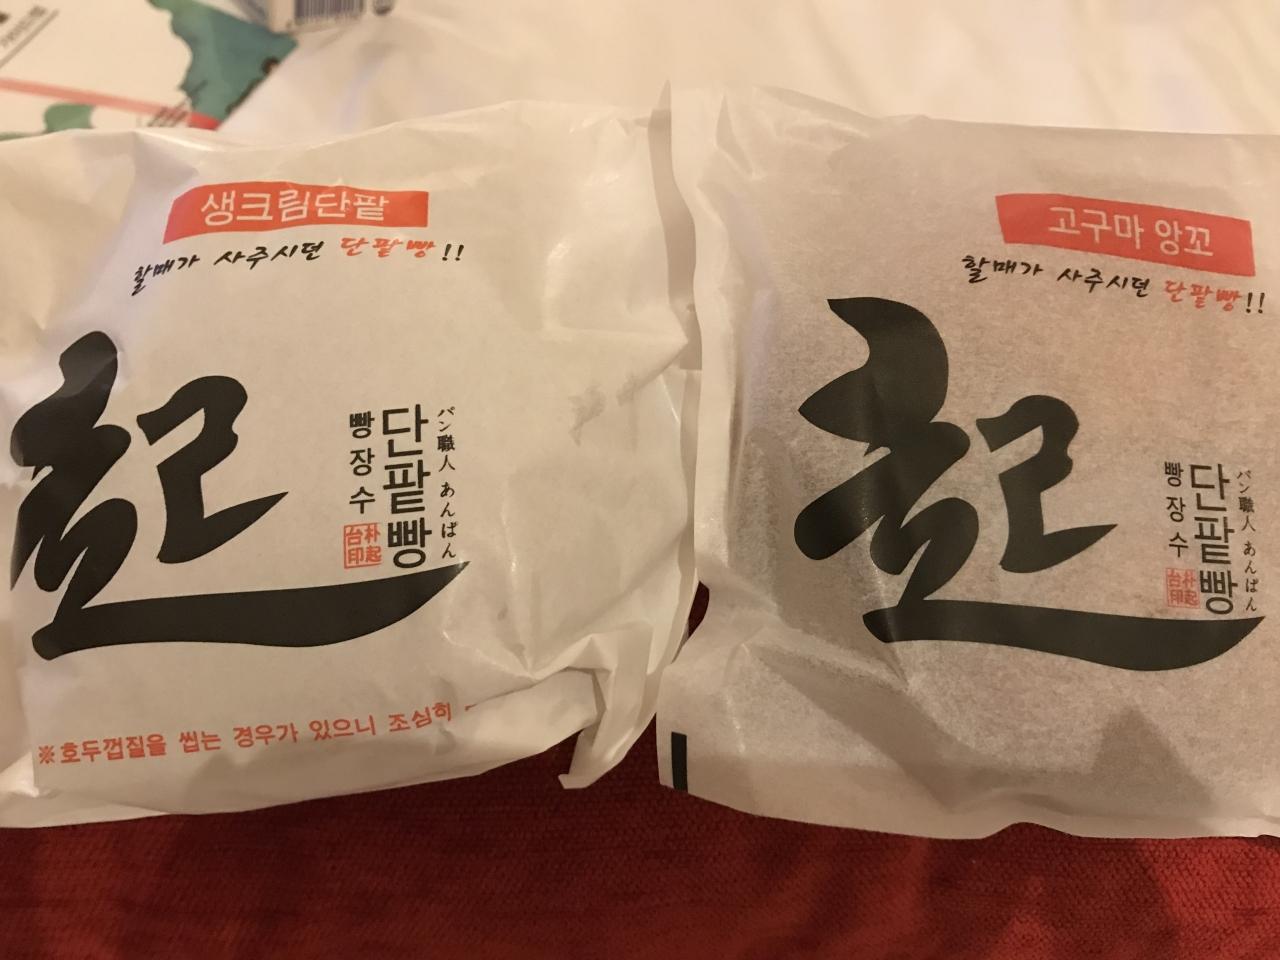 생크림단팥
할매가 사주시던 단팥빵!!
起
パン職人 あんぱん
단팥빵
빵장수
朴起
台印
※호두껍질을 씹는 경우가 있으니 조심히
고구마 앙꼬
할매가 사주시던 단팥빵!!
起
パン職人 あんぱん
단팥빵
빵장수
朴起
台印